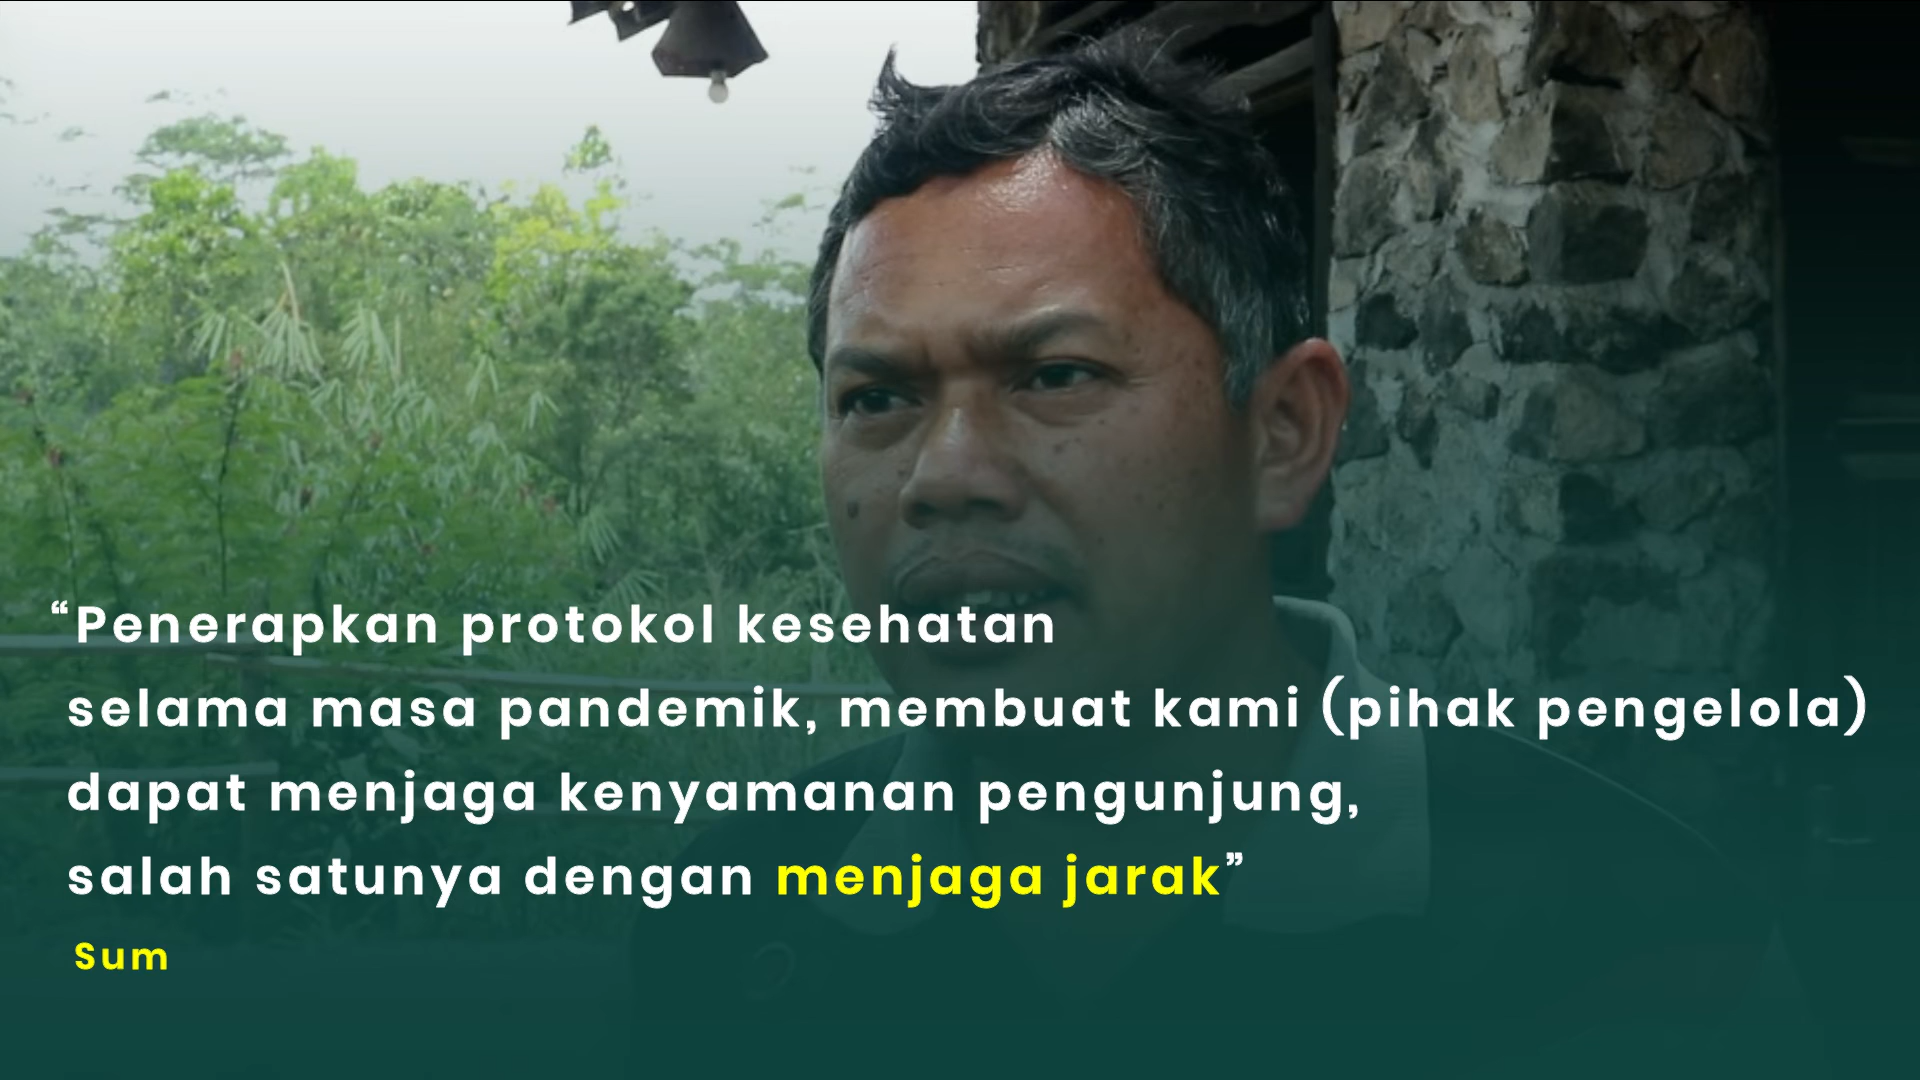 “Penerapkan protokol kesehatan
selama masa pandemik, membuat kami (pihak pengelola)
dapat menjaga kenyamanan pengunjung,
salah satunya dengan menjaga jarak”
Sum